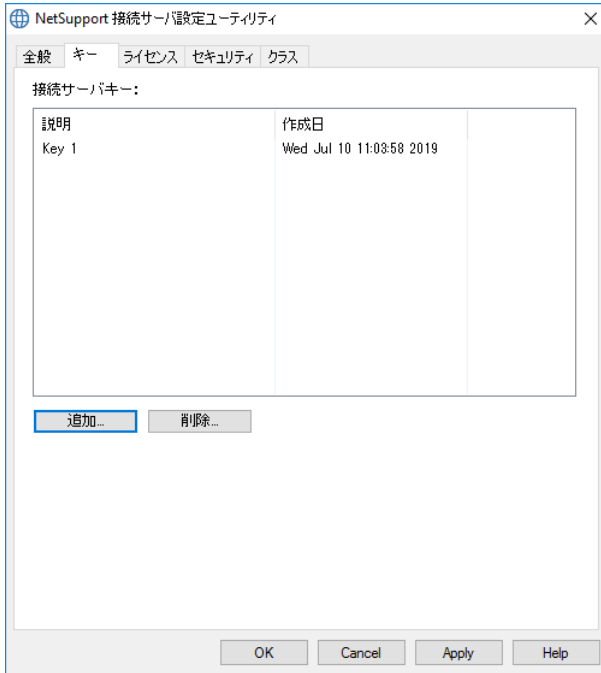 NetSupport 接続サーバ設定ユーティリティ
全般 キー ライセンス セキュリティ クラス
接続サーバキー:
説明 作成日
Key 1 Wed Jul 10 11:03:58 2019
追加... 削除...
OK Cancel Apply Help